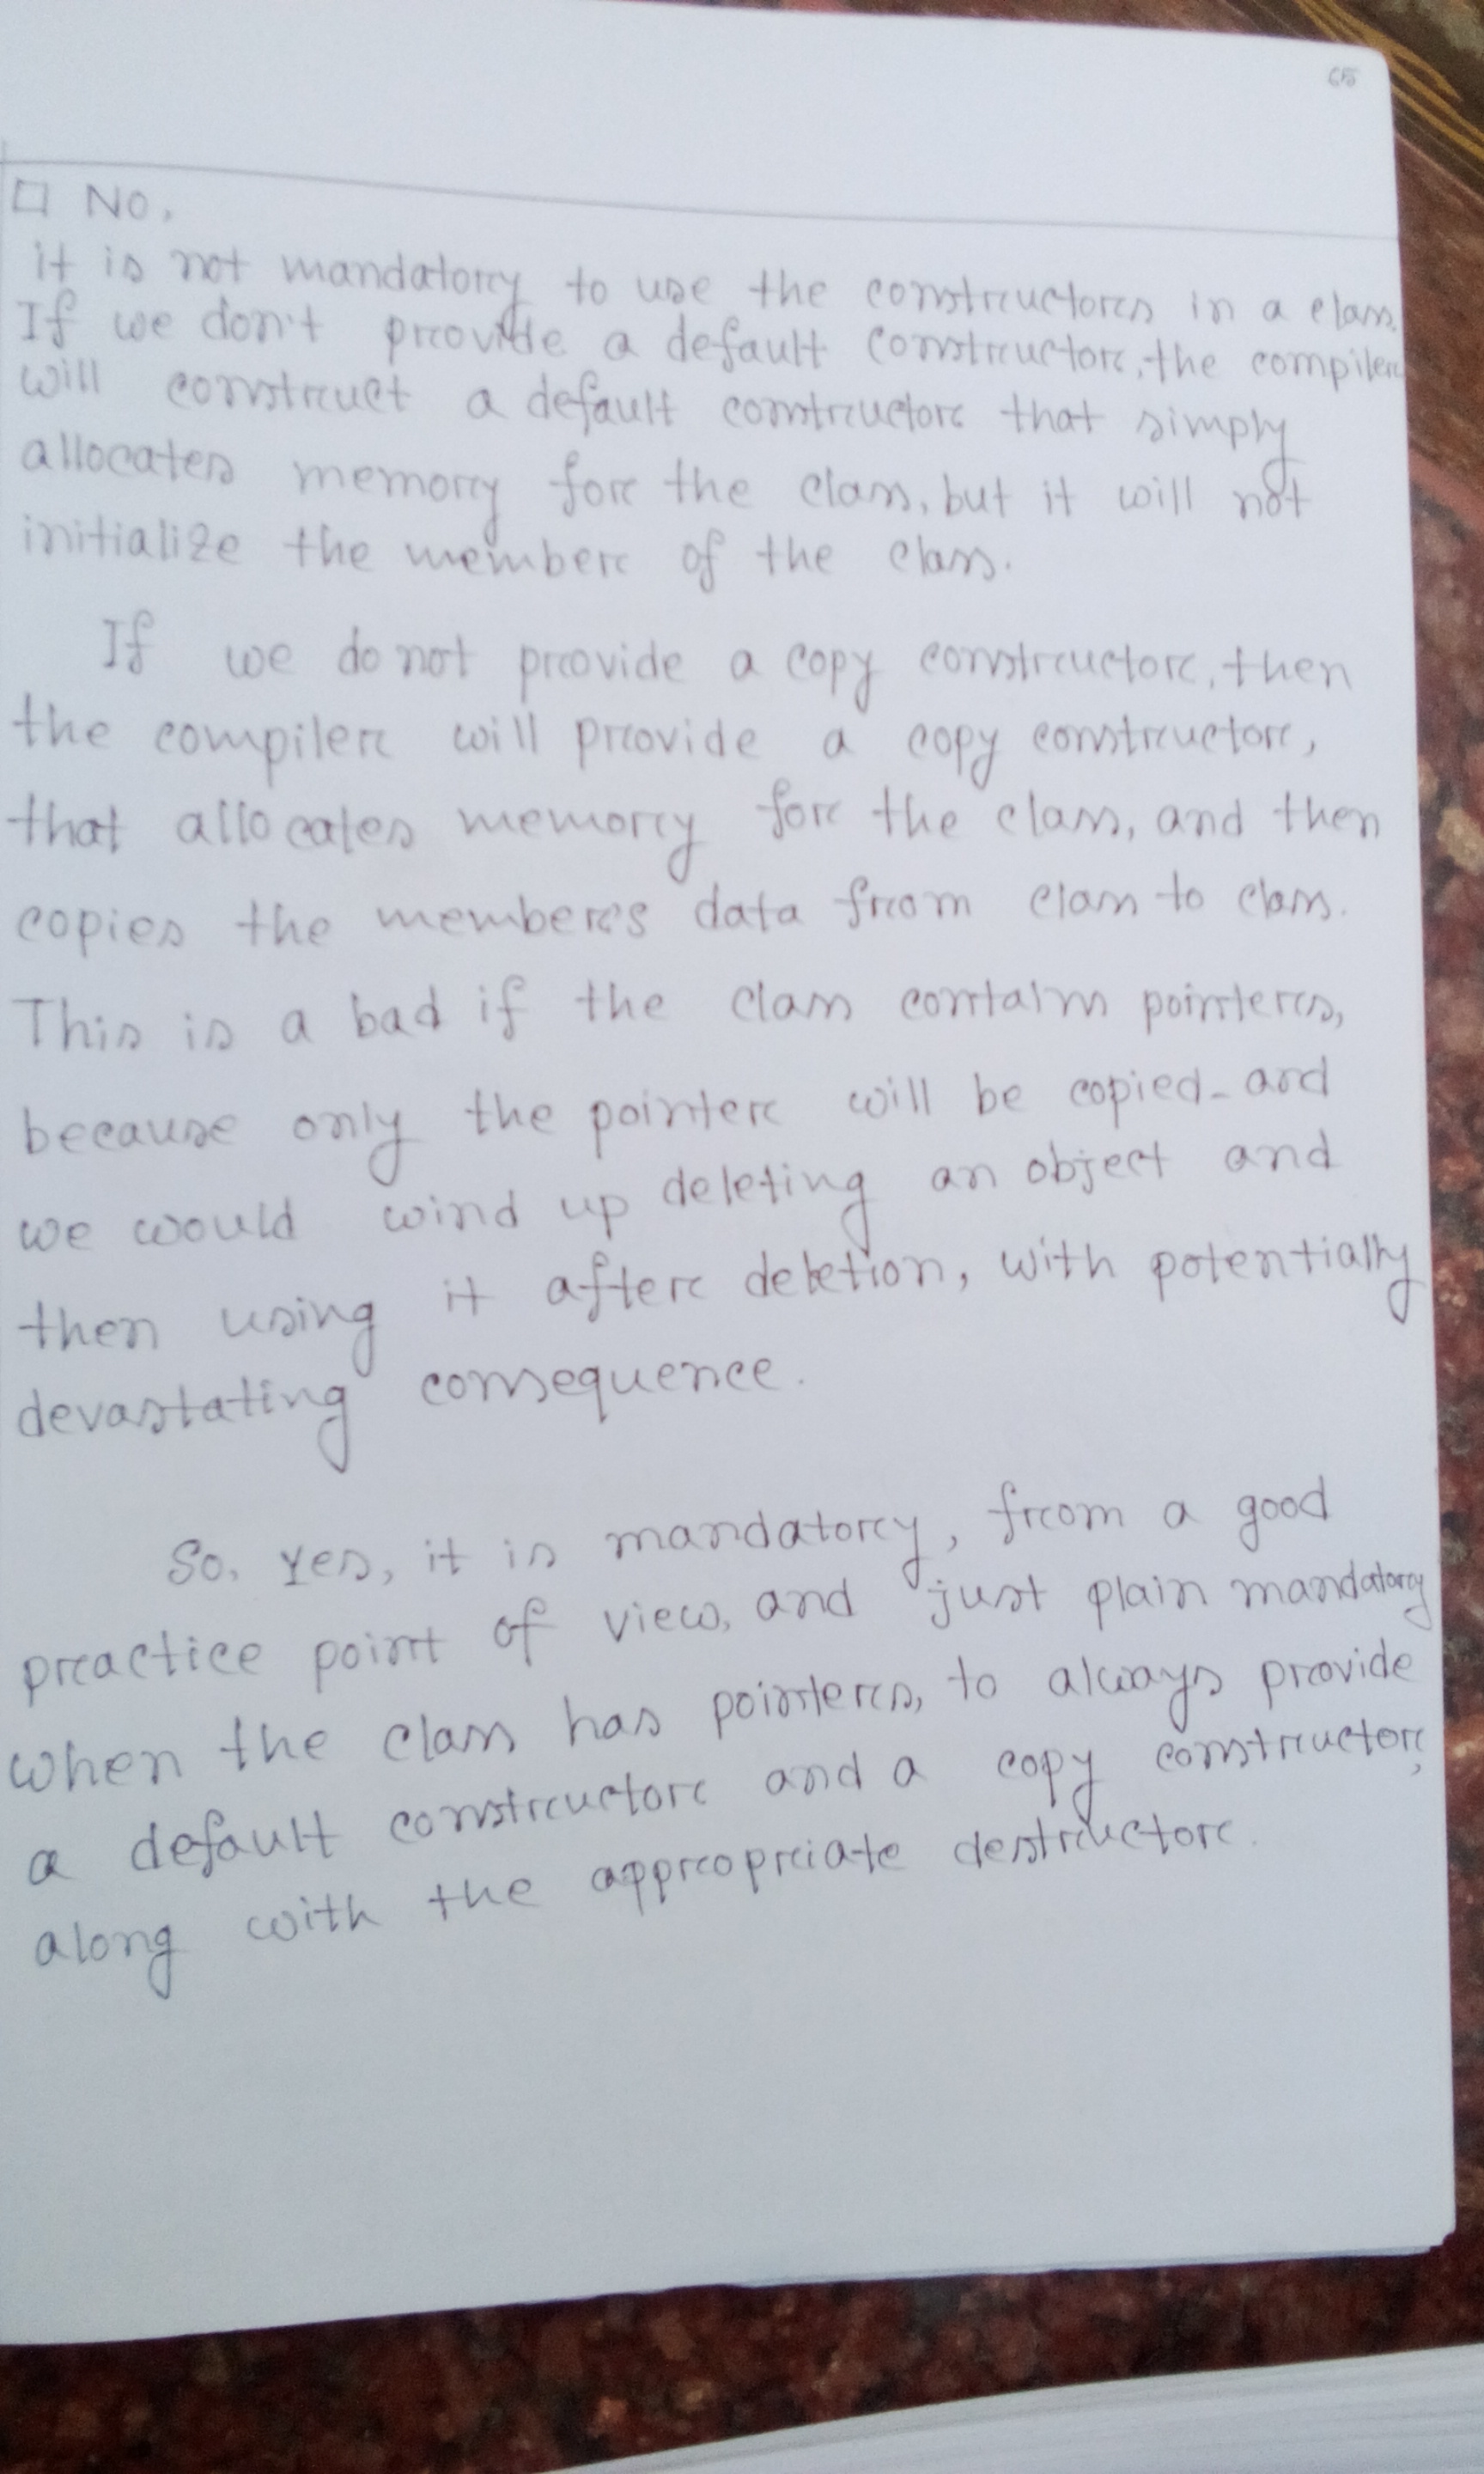 65
□ No,
it is not mandatory to use the constructors in a class.
If we don't provide a default constructor, the compiler
will construct a default constructor that simply
allocates memory for the class, but it will not
initialize the member of the class.
If we do not provide a copy constructor, then
the compiler will provide a copy constructor,
that allocates memory for the class, and then
copies the member's data from class to class.
This is a bad if the class contains pointers,
because only the pointer will be copied - and
we would wind up deleting an object and
then using it after deletion, with potentially
devastating consequence.
So, yes, it is mandatory, from a good
practice point of view, and just plain mandatory
when the class has pointers, to always provide
a default constructor and a copy constructor,
along with the appropriate destructor.